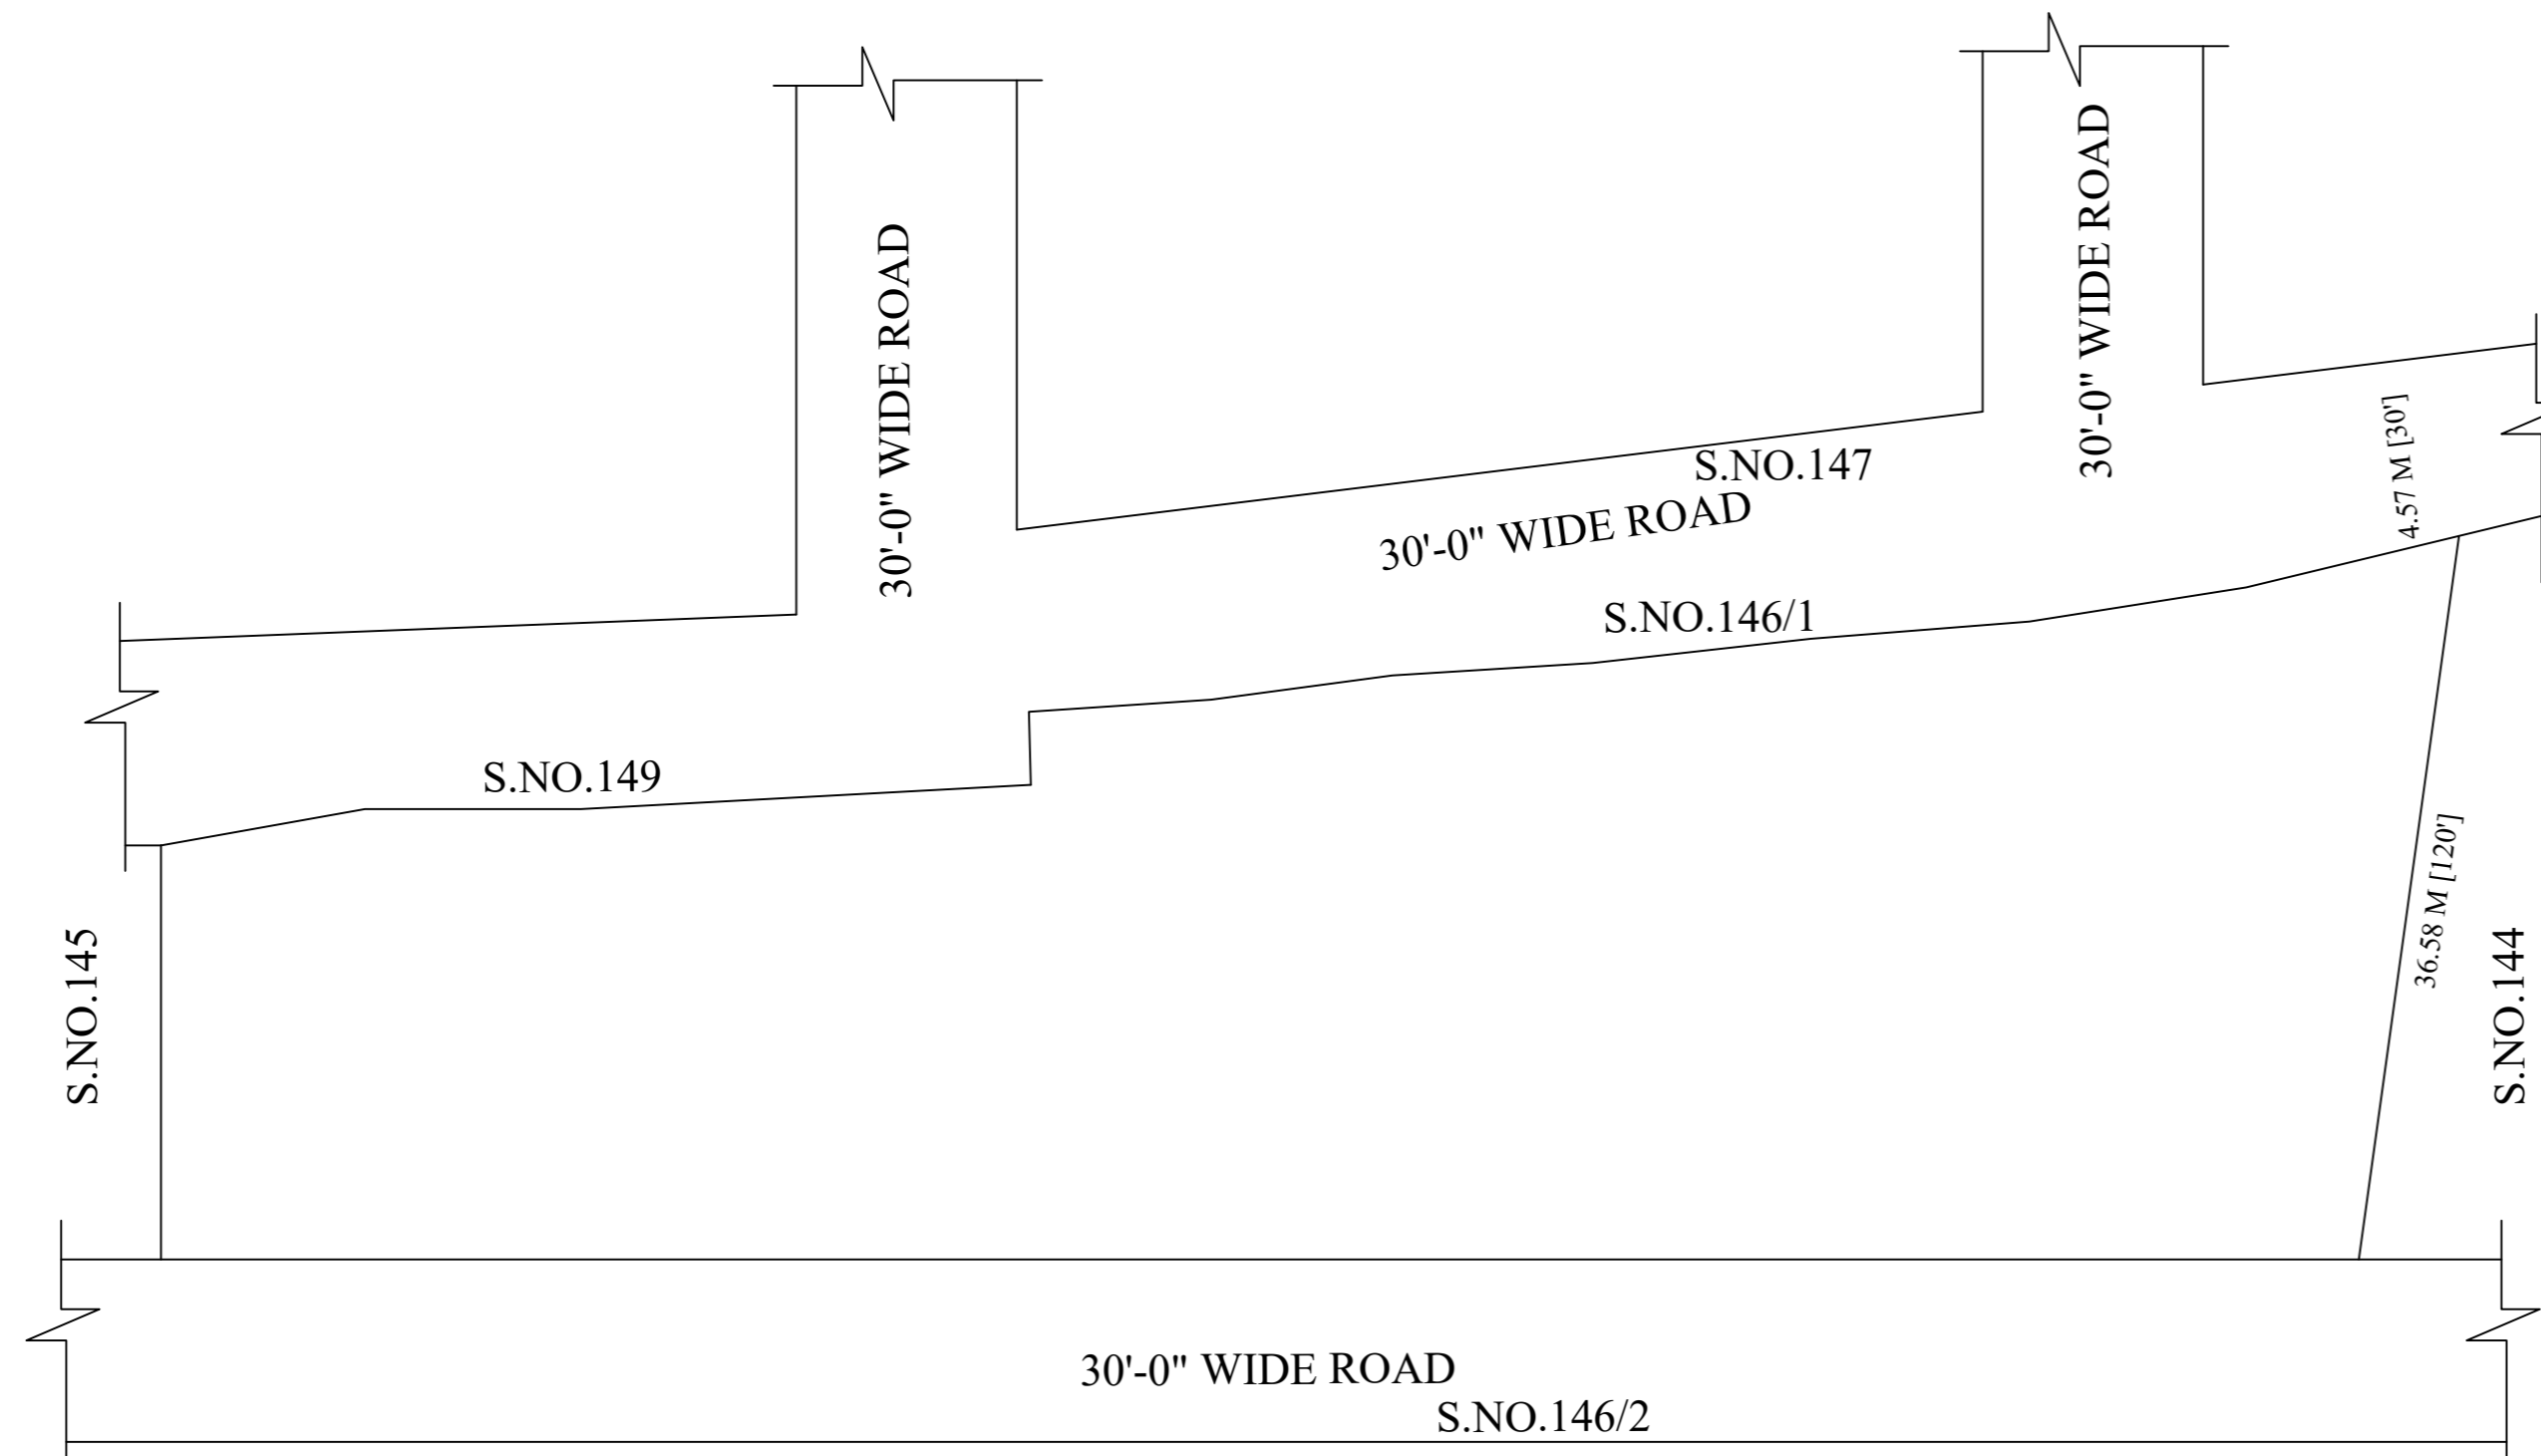 30'-0" WIDE ROAD
30'-0" WIDE ROAD
4.57 M [30']
S.NO.147
30'-0" WIDE ROAD
S.NO.146/1
S.NO.149
36.58 M [120']
S.NO.145
S.NO.144
30'-0" WIDE ROAD
S.NO.146/2